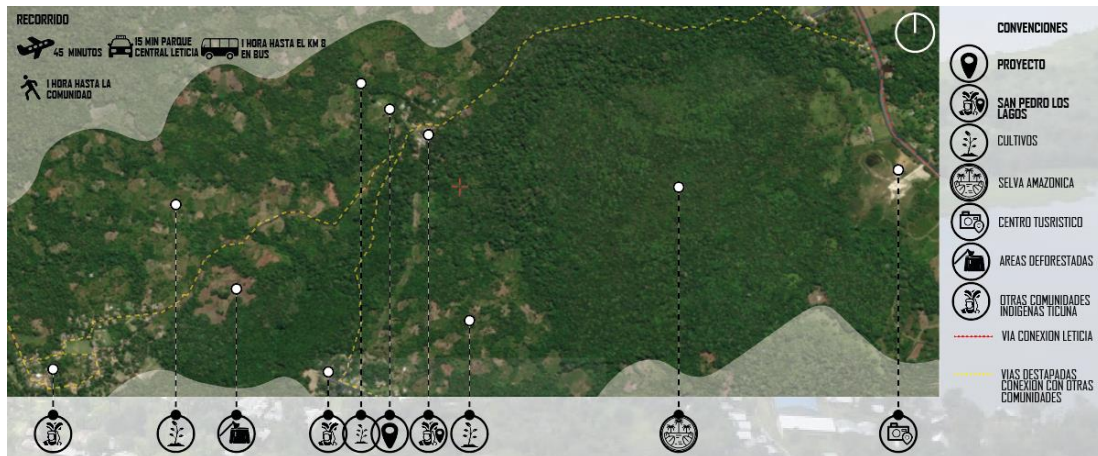 RECORRIDO
45 MINUTOS
15 MIN PARQUE
CENTRAL LETICIA
1 HORA HASTA EL KM 8
EN BUS
1 HORA HASTA LA
COMUNIDAD
CONVENCIONES
PROYECTO
SAN PEDRO LOS
LAGOS
CULTIVOS
SELVA AMAZONICA
CENTRO TUSRISTICO
AREAS DEFORESTADAS
OTRAS COMUNIDADES
INDIGENAS TICUNA
VIA CONEXION LETICIA
VIAS DESTAPADAS
CONEXIÓN CON OTRAS
COMUNIDADES